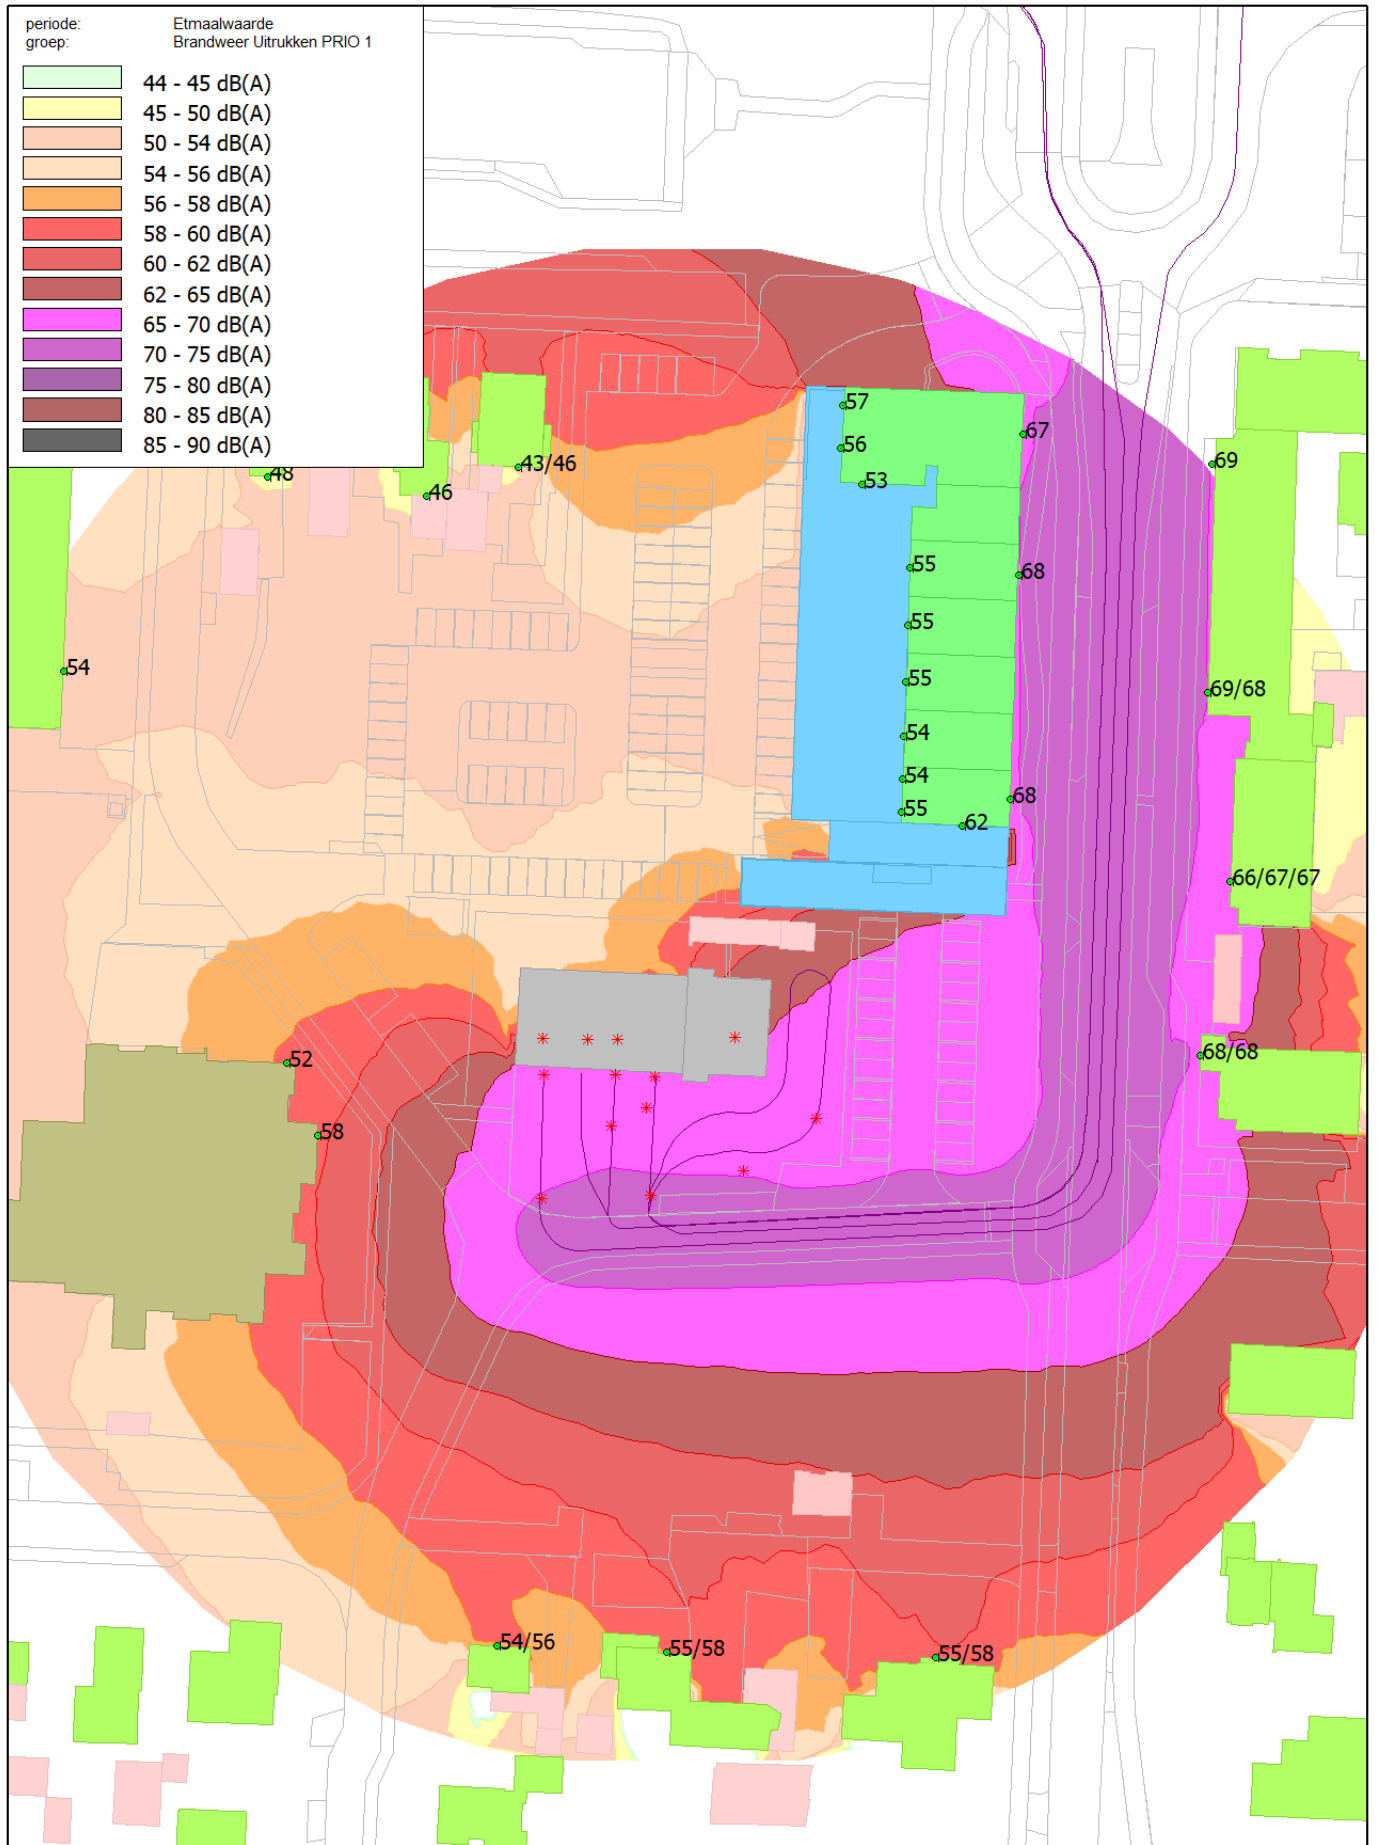 periode: Etmaalwaarde
groep: Brandweer Uitrukken PRIO 1
44 - 45 dB(A)
45 - 50 dB(A)
50 - 54 dB(A)
54 - 56 dB(A)
56 - 58 dB(A)
58 - 60 dB(A)
60 - 62 dB(A)
62 - 65 dB(A)
65 - 70 dB(A)
70 - 75 dB(A)
75 - 80 dB(A)
80 - 85 dB(A)
85 - 90 dB(A)
57
67
56
69
43/46
48
53
46
55
68
55
54
55
69/68
54
54
68
55
62
66/67/67
68/68
52
58
54/56
55/58
55/58